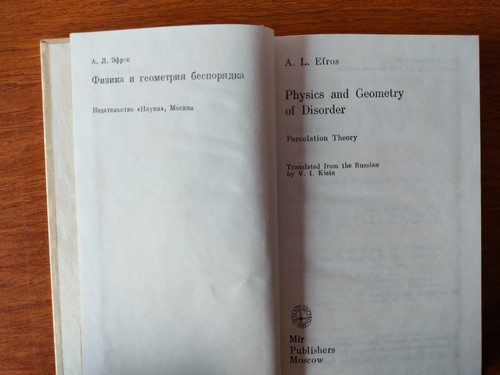 А. Л. Эфрос
Физика и геометрия беспорядка
Издательство «Наука», Москва
A. L. Efros
Physics and Geometry
of Disorder
Percolation Theory
Translated from the Russian
by V. I. Kisin
Mir
Publishers
Moscow